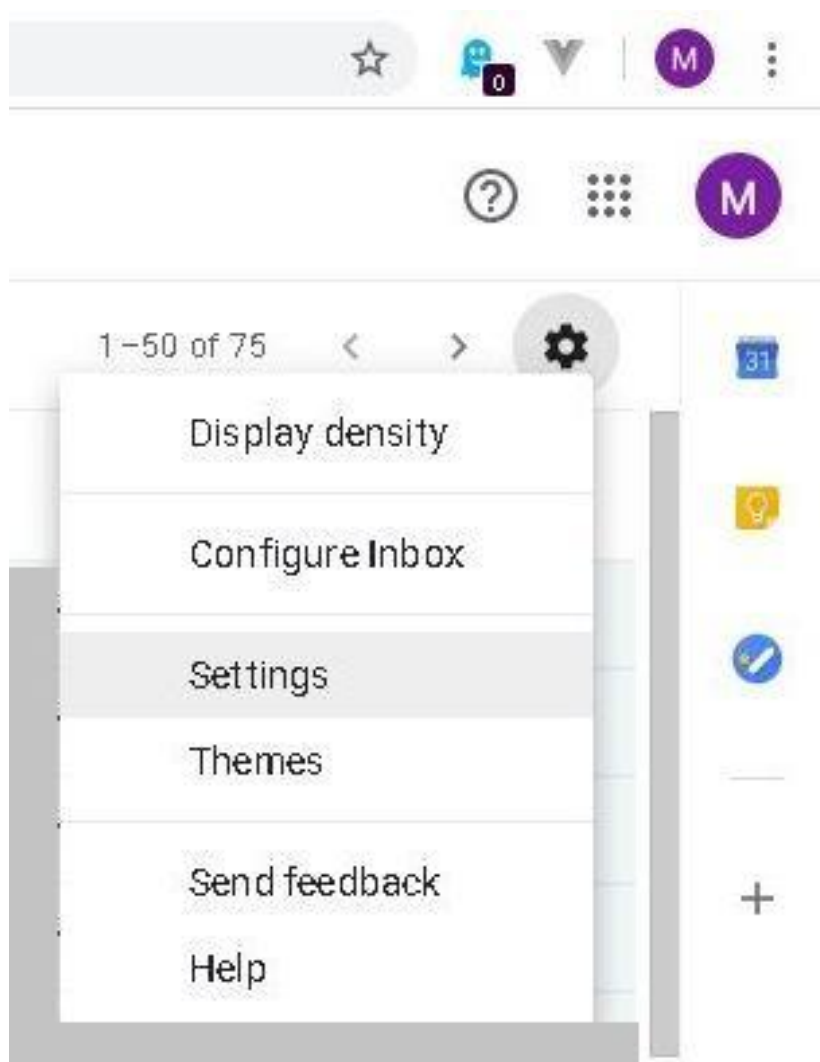 0
M
M
1–50 of 75
31
Display density
Configure Inbox
Settings
Themes
Send feedback
Help